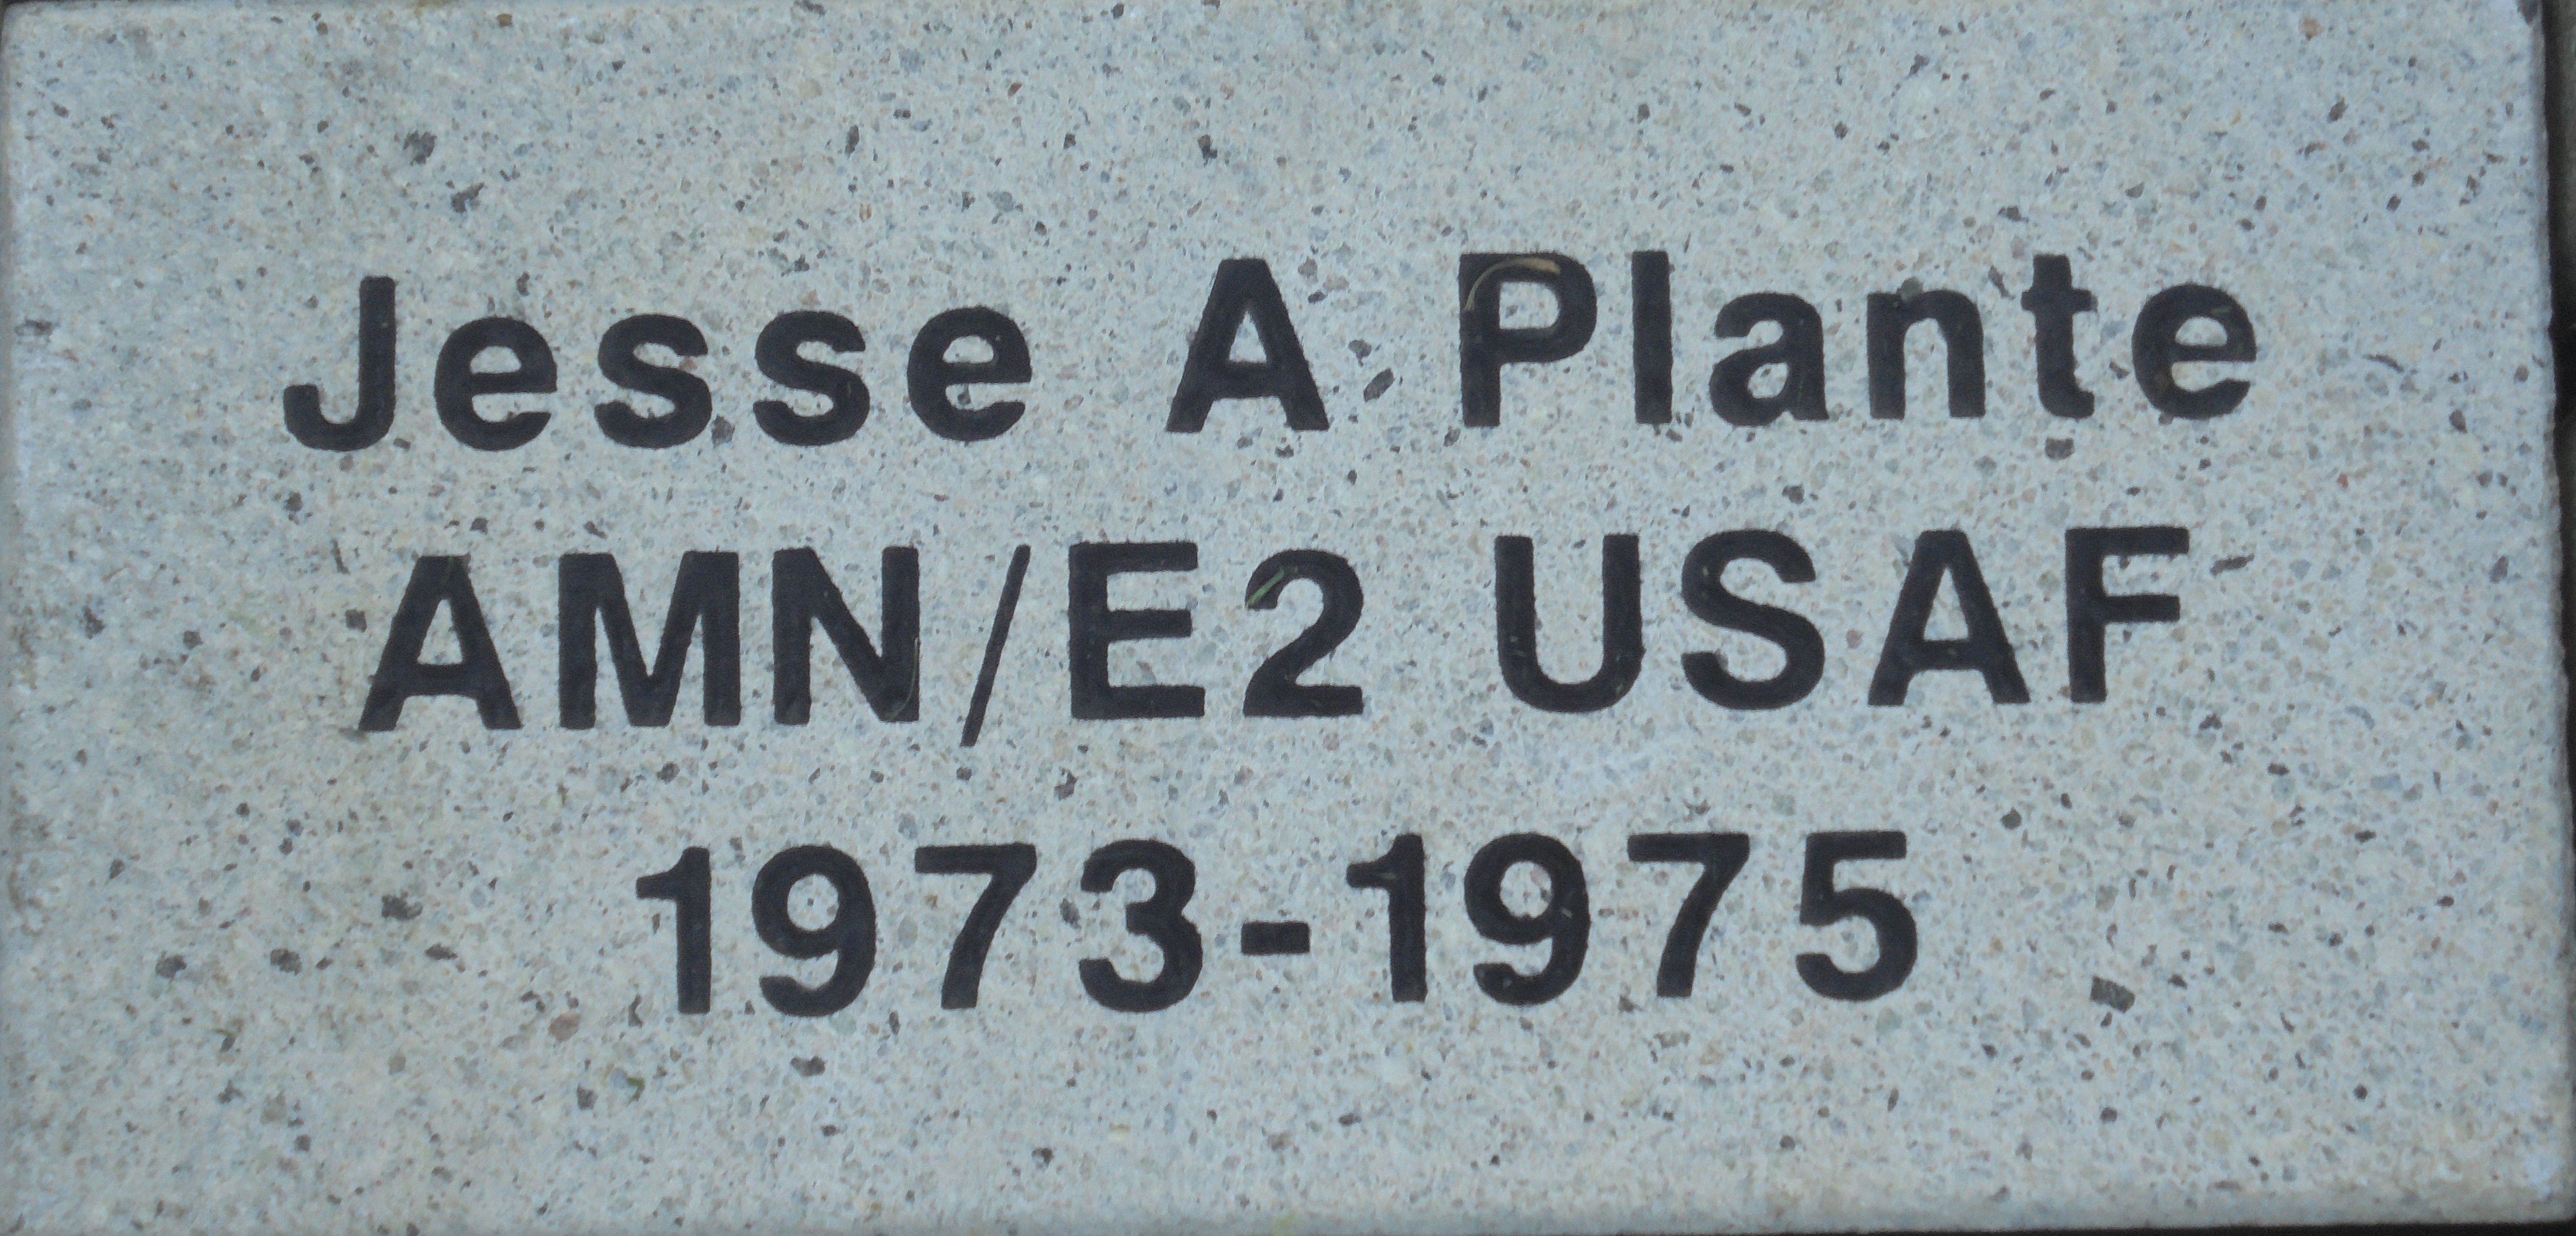 Jesse A Plante
AMN/E2 USAF
1973-1975